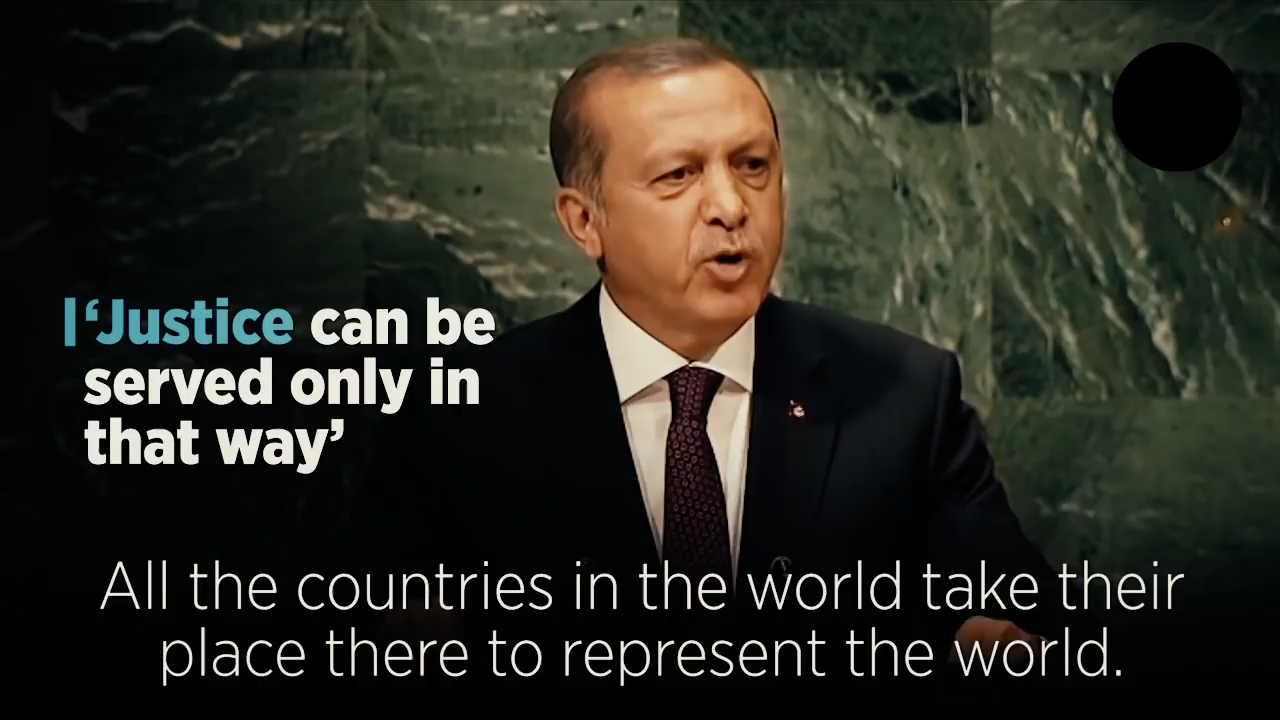 ‘Justice can be
served only in
that way’
All the countries in the world take their
place there to represent the world.